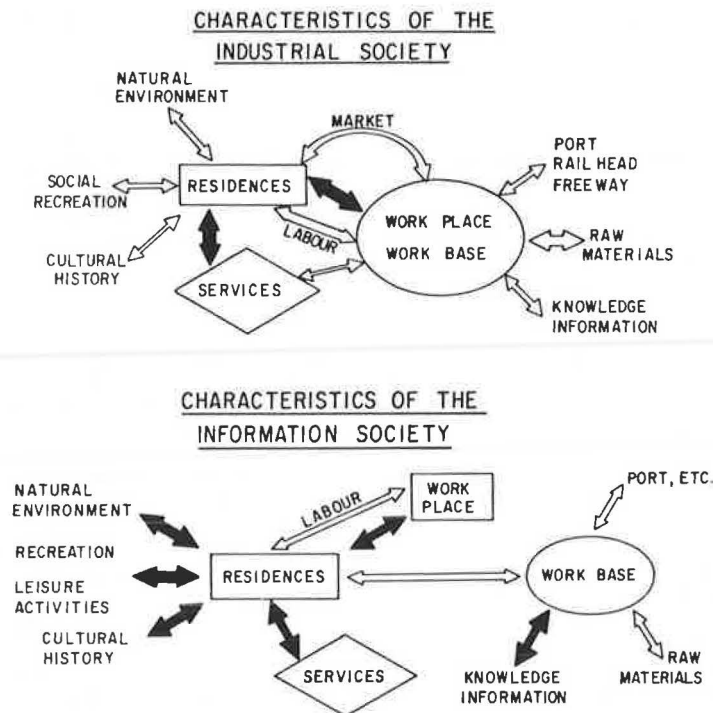 CHARACTERISTICS OF THE
INDUSTRIAL SOCIETY
NATURAL
ENVIRONMENT
MARKET
PORT
RAIL HEAD
FREEWAY
SOCIAL
RECREATION
RESIDENCES
LABOUR
WORK PLACE
WORK BASE
RAW
MATERIALS
CULTURAL
HISTORY
SERVICES
KNOWLEDGE
INFORMATION
CHARACTERISTICS OF THE
INFORMATION SOCIETY
NATURAL
ENVIRONMENT
LABOUR
WORK
PLACE
PORT, ETC.
RECREATION
LEISURE
ACTIVITIES
RESIDENCES
WORK BASE
CULTURAL
HISTORY
SERVICES
KNOWLEDGE
INFORMATION
RAW
MATERIALS